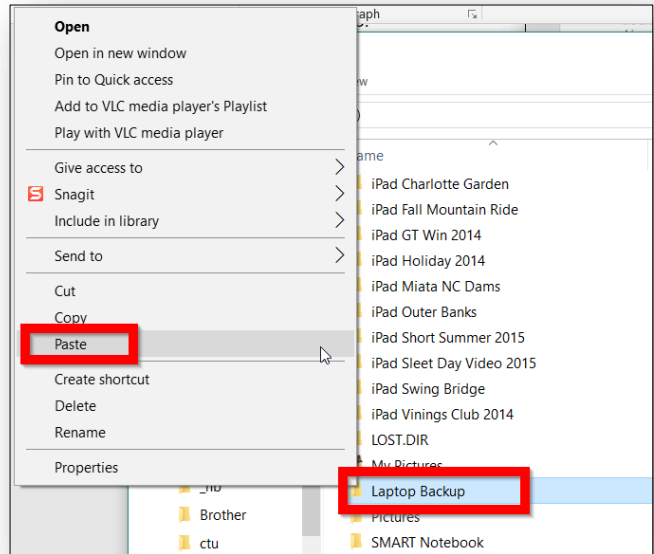 Open
Open in new window
Pin to Quick access
Add to VLC media player's Playlist
Play with VLC media player
Give access to
Snagit
Include in library
Send to
Cut
Copy
Paste
Create shortcut
Delete
Rename
Properties
raph
ame
iPad Charlotte Garden
iPad Fall Mountain Ride
iPad GT Win 2014
iPad Holiday 2014
iPad Miata NC Dams
iPad Outer Banks
iPad Short Summer 2015
iPad Sleet Day Video 2015
iPad Swing Bridge
iPad Vinings Club 2014
LOST.DIR
My Pictures
Laptop Backup
Pictures
SMART Notebook
Brother
ctu